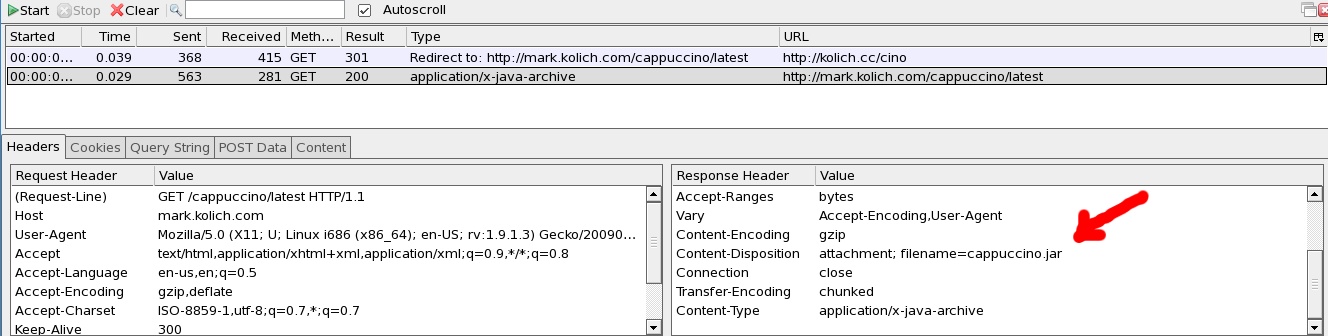 Start Stop Clear Autoscroll
Started Time Sent Received Meth... Result Type URL
00:00:0... 0.039 368 415 GET 301 Redirect to: http://mark.kolich.com/cappuccino/latest http://kolich.cc/cino
00:00:0... 0.029 563 281 GET 200 application/x-java-archive http://mark.kolich.com/cappuccino/latest
Headers Cookies Query String POST Data Content
Request Header Value
(Request-Line) GET /cappuccino/latest HTTP/1.1
Host mark.kolich.com
User-Agent Mozilla/5.0 (X11; U; Linux i686 (x86_64); en-US; rv:1.9.1.3) Gecko/20090...
Accept text/html,application/xhtml+xml,application/xml;q=0.9,*/*;q=0.8
Accept-Language en-us,en;q=0.5
Accept-Encoding gzip,deflate
Accept-Charset ISO-8859-1,utf-8;q=0.7,*;q=0.7
Keep-Alive 300
Response Header Value
Accept-Ranges bytes
Vary Accept-Encoding,User-Agent
Content-Encoding gzip
Content-Disposition attachment; filename=cappuccino.jar
Connection close
Transfer-Encoding chunked
Content-Type application/x-java-archive